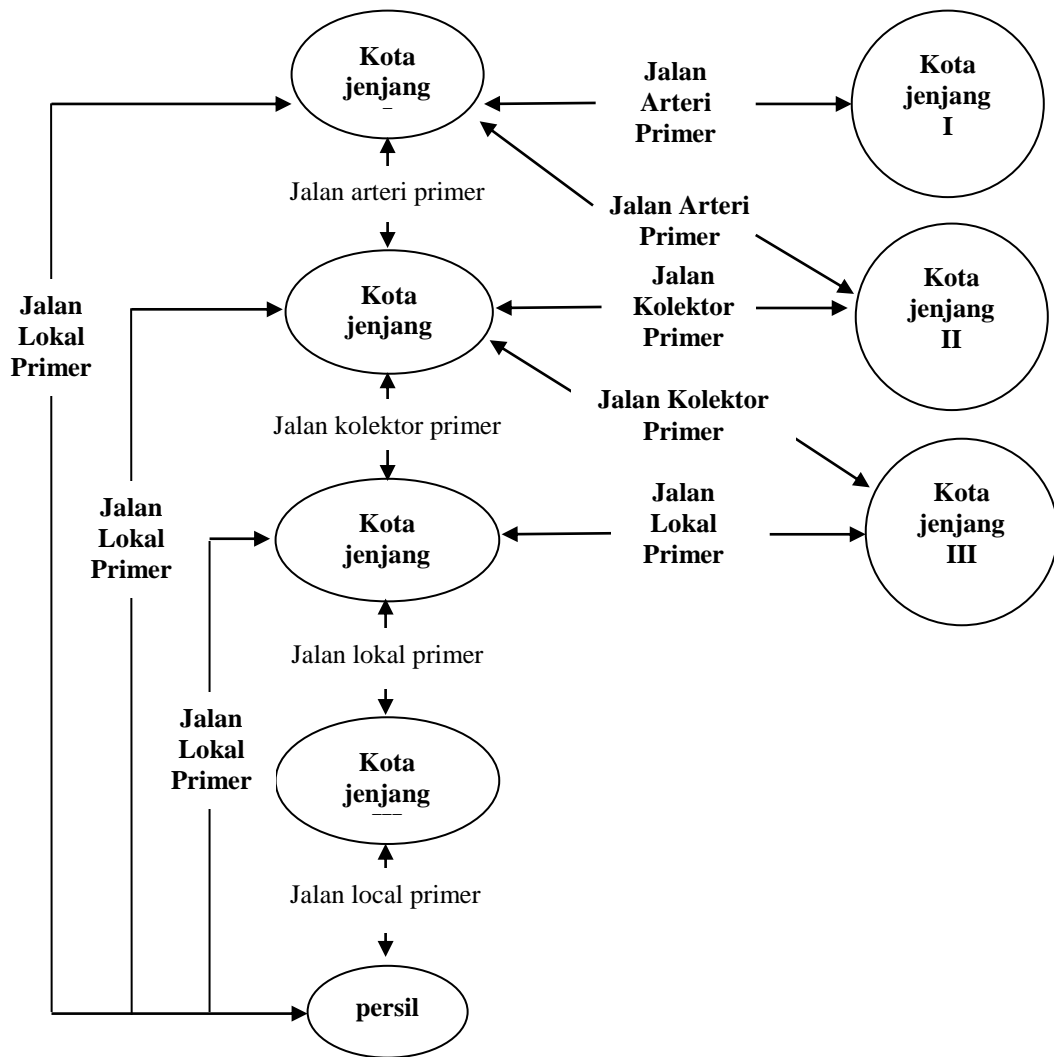 Kota
jenjang
Jalan
Arteri
Primer
Kota
jenjang
I
Jalan arteri primer
Jalan Arteri
Primer
Kota
jenjang
Jalan
Kolektor
Primer
Kota
jenjang
II
Jalan
Lokal
Primer
Jalan kolektor primer
Jalan Kolektor
Primer
Jalan
Lokal
Primer
Kota
jenjang
Jalan
Lokal
Primer
Kota
jenjang
III
Jalan lokal primer
Jalan
Lokal
Primer
Kota
jenjang
Jalan local primer
persil